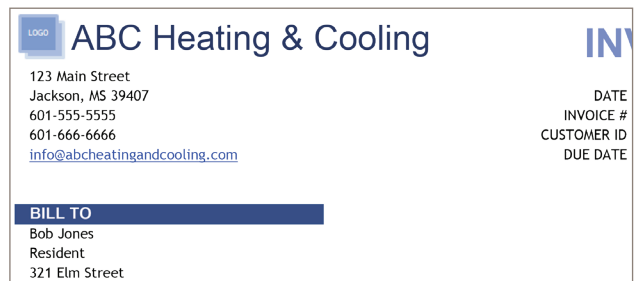 LOGO ABC Heating & Cooling INV
123 Main Street
Jackson, MS 39407 DATE
601-555-5555 INVOICE #
601-666-6666 CUSTOMER ID
info@abcheatingandcooling.com DUE DATE
BILL TO
Bob Jones
Resident
321 Elm Street